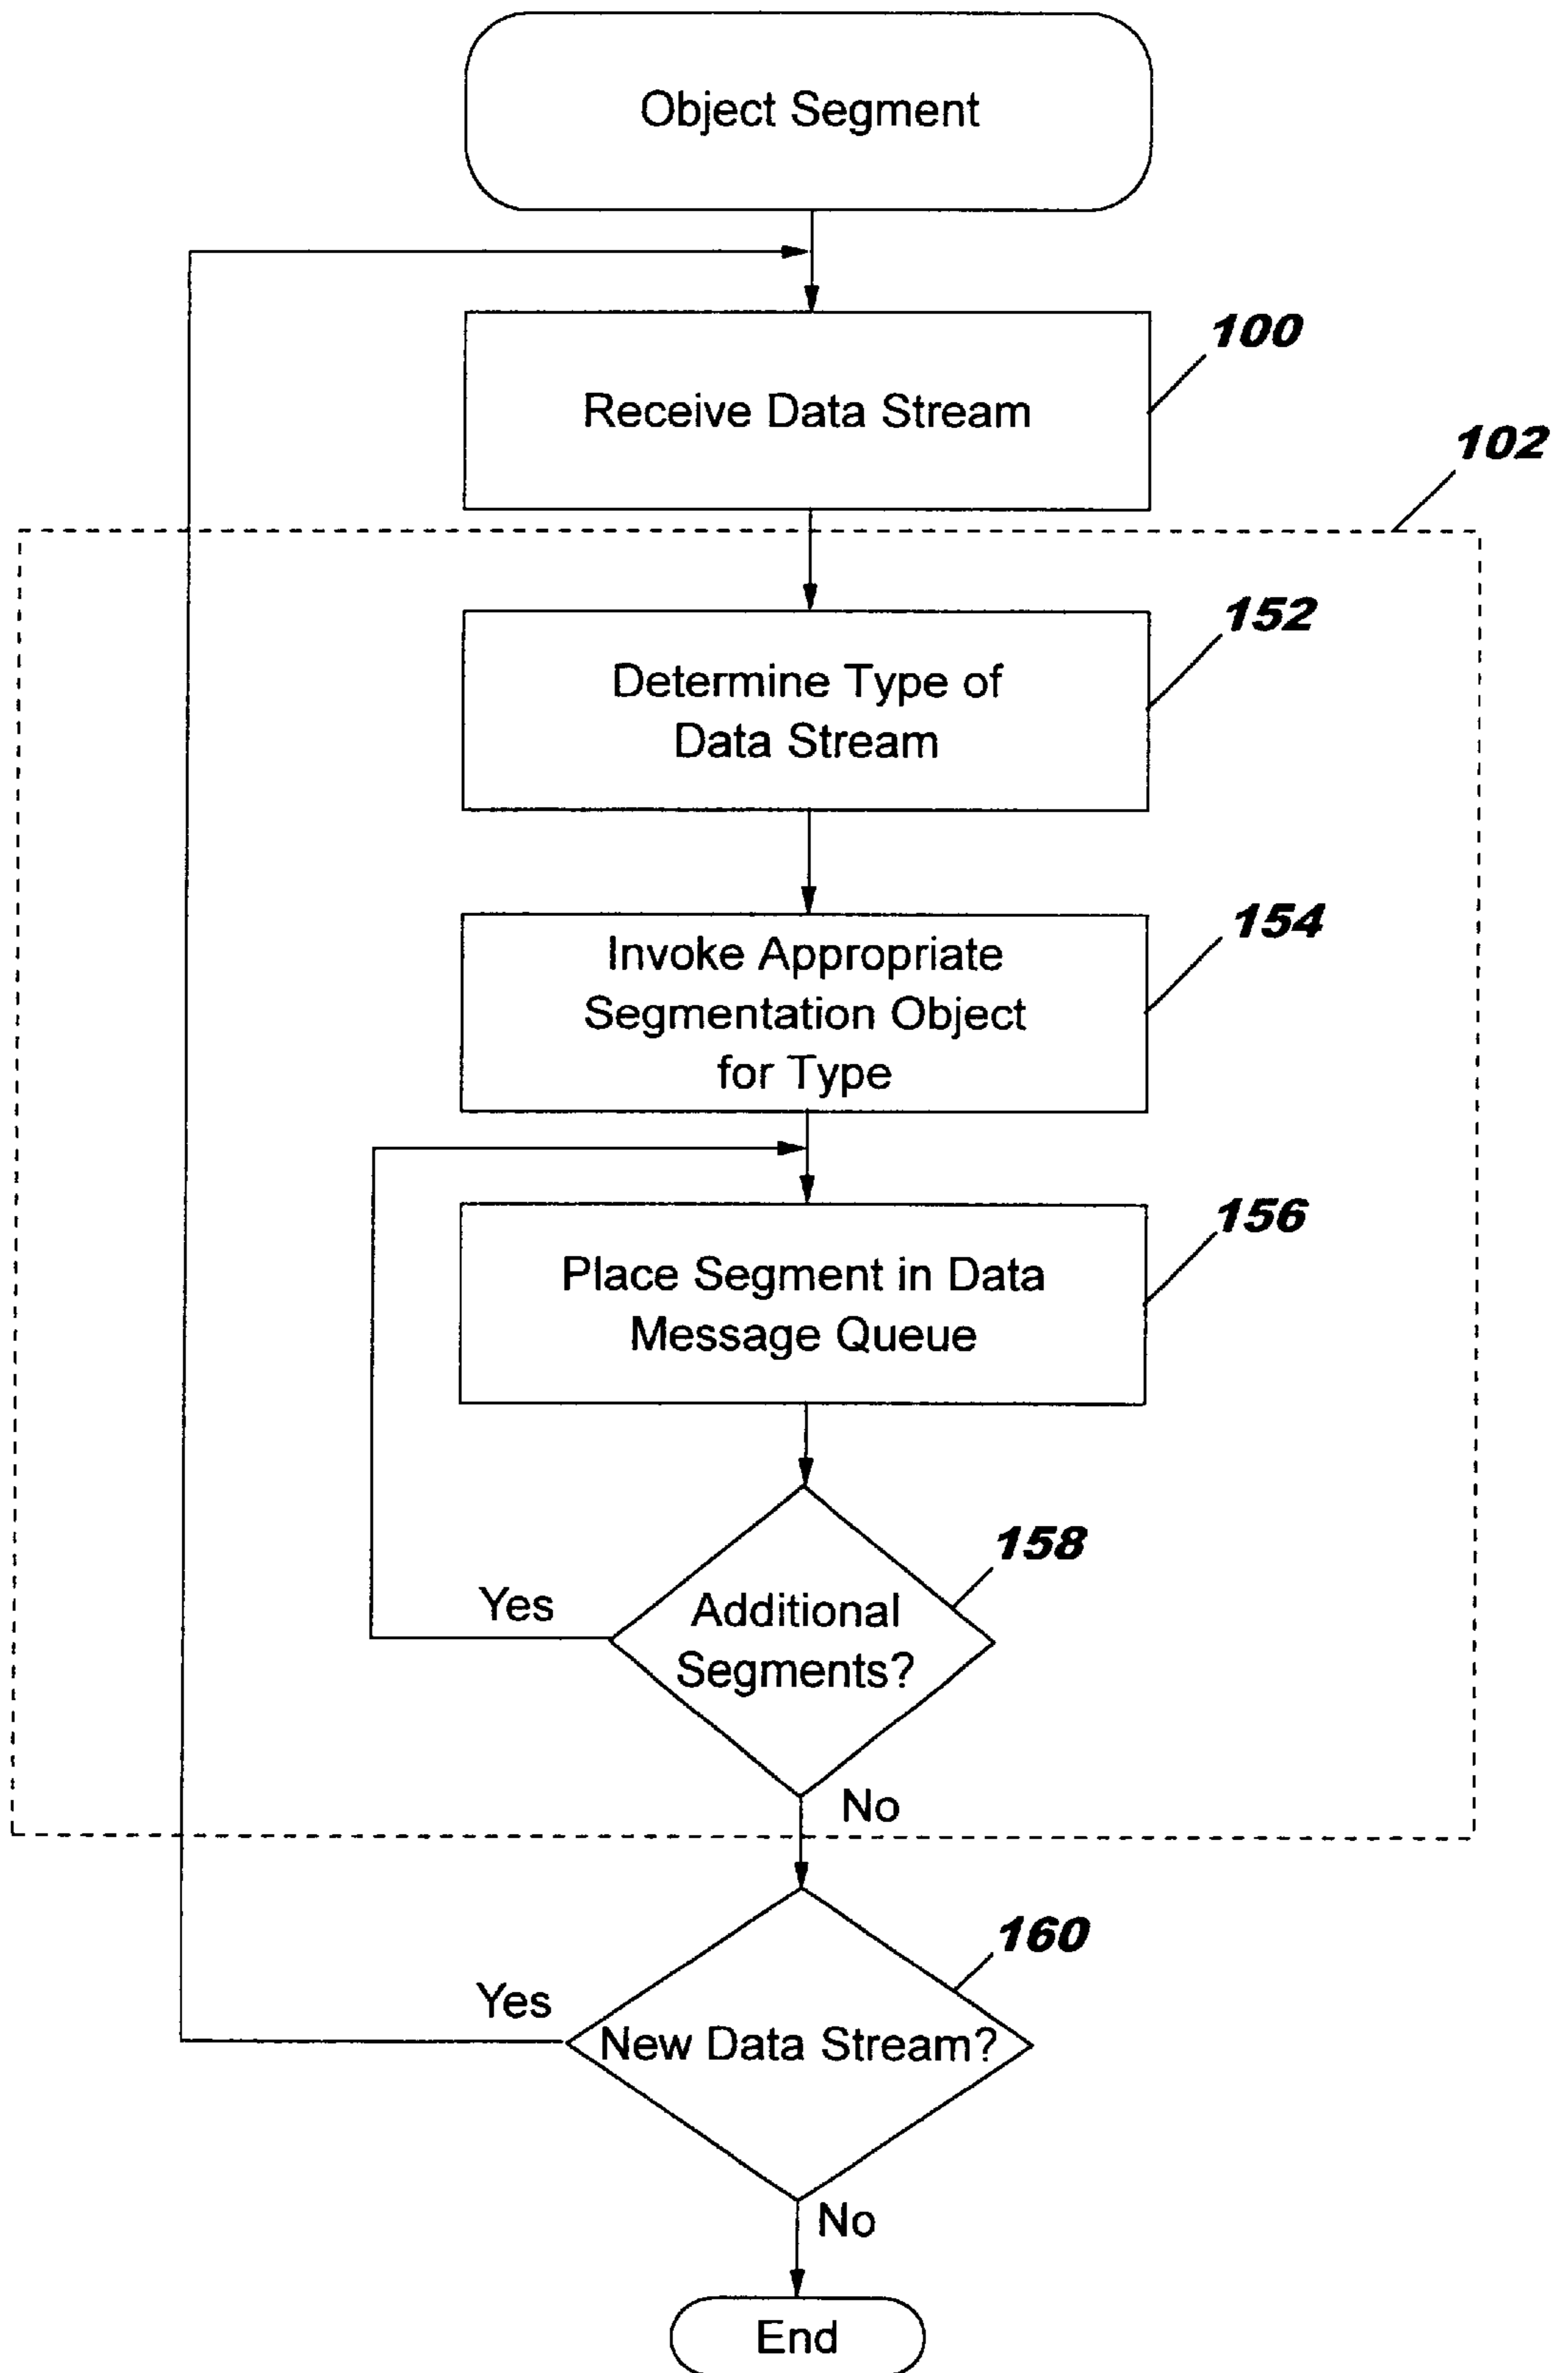 Object Segment
100
Receive Data Stream
102
152
Determine Type of
Data Stream
154
Invoke Appropriate
Segmentation Object
for Type
156
Place Segment in Data
Message Queue
158
Yes
Additional
Segments?
No
160
Yes
New Data Stream?
No
End